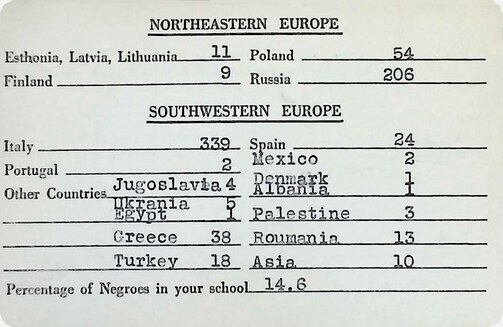 NORTHEASTERN EUROPE
Esthonia, Latvia, Lithuania 11 Poland 54
Finland 9 Russia 206
SOUTHWESTERN EUROPE
Italy 339 Spain 24
Portugal 2 Mexico 2
Other Countries Jugoslavia 4 Denmark 1
Albania 1
Ukrania 5
Egypt 1 Palestine 3
Greece 38 Roumania 13
Turkey 18 Asia 10
Percentage of Negroes in your school 14.6